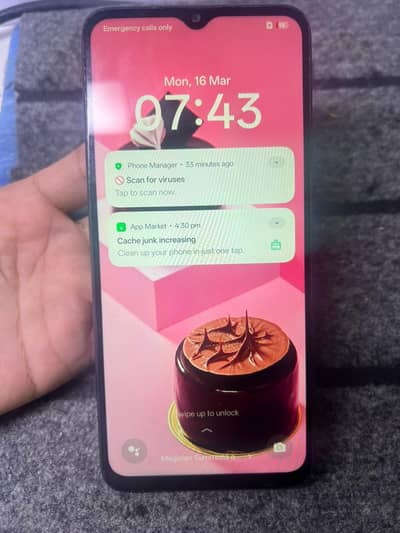 Emergency calls only
Mon, 16 Mar
07:43
Phone Manager • 33 minutes ago
Scan for viruses
Tap to scan now.
App Market • 4:30 pm
Cache junk increasing
Clean up your phone in just one tap.
wipe up to unlock